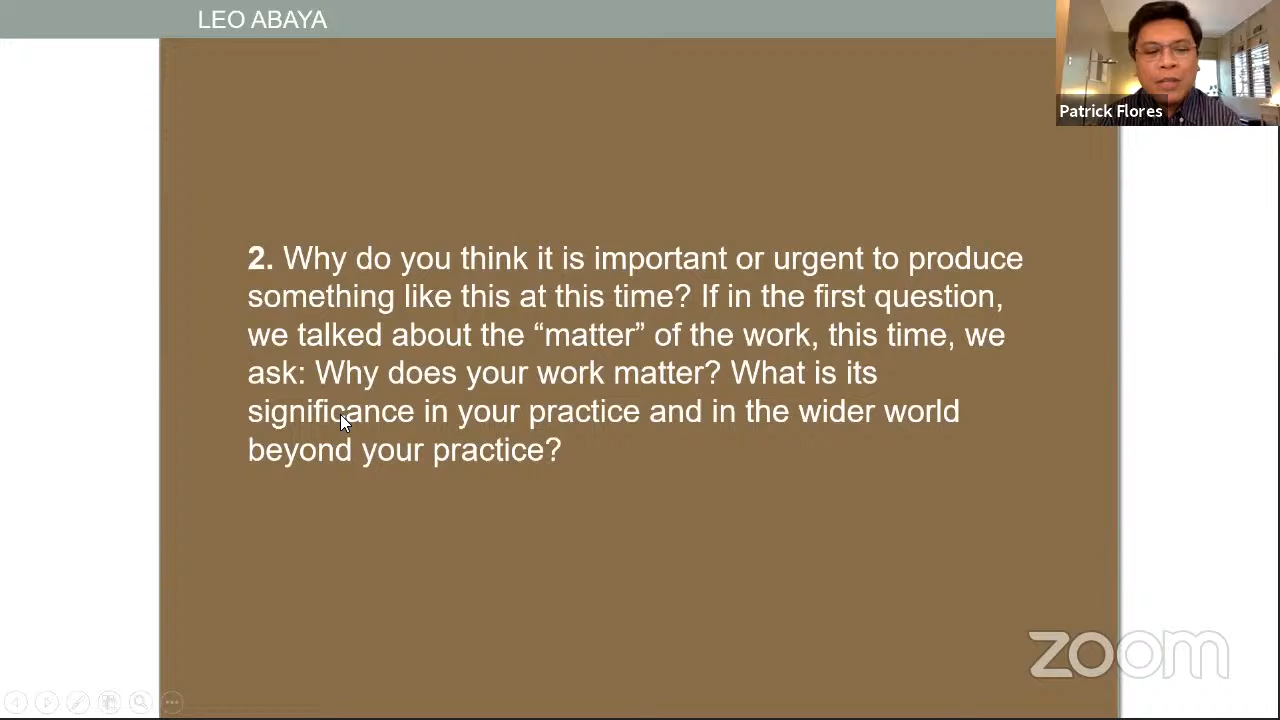 LEO ABAYA
Patrick Flores
2. Why do you think it is important or urgent to produce
something like this at this time? If in the first question,
we talked about the “matter” of the work, this time, we
ask: Why does your work matter? What is its
significance in your practice and in the wider world
beyond your practice?
zoom